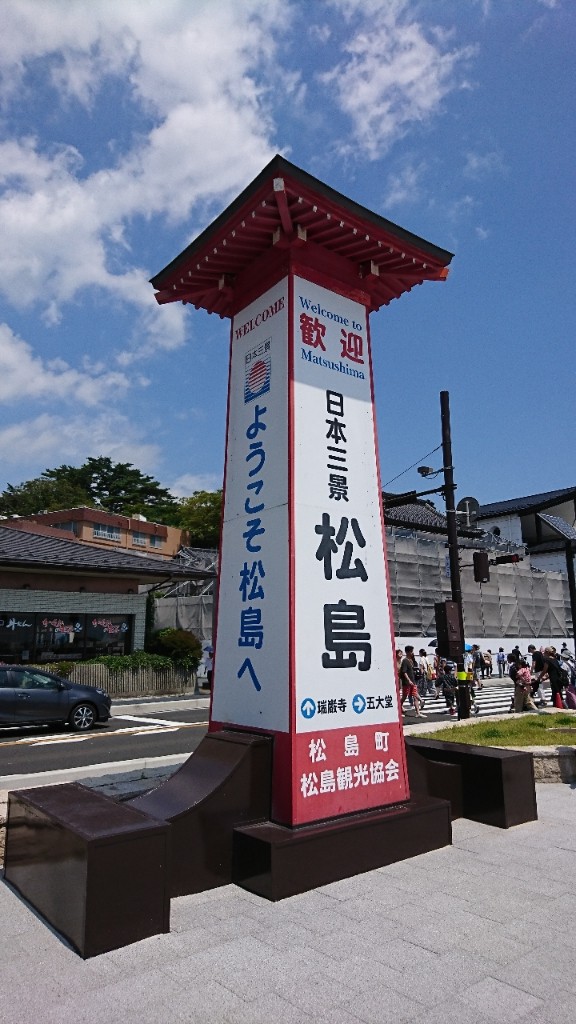 WELCOME
日本三景
ようこそ松島へ
Welcome to
歓迎
Matsushima
日本三景
松島
瑞巌寺
五大堂
松島町
松島観光協会